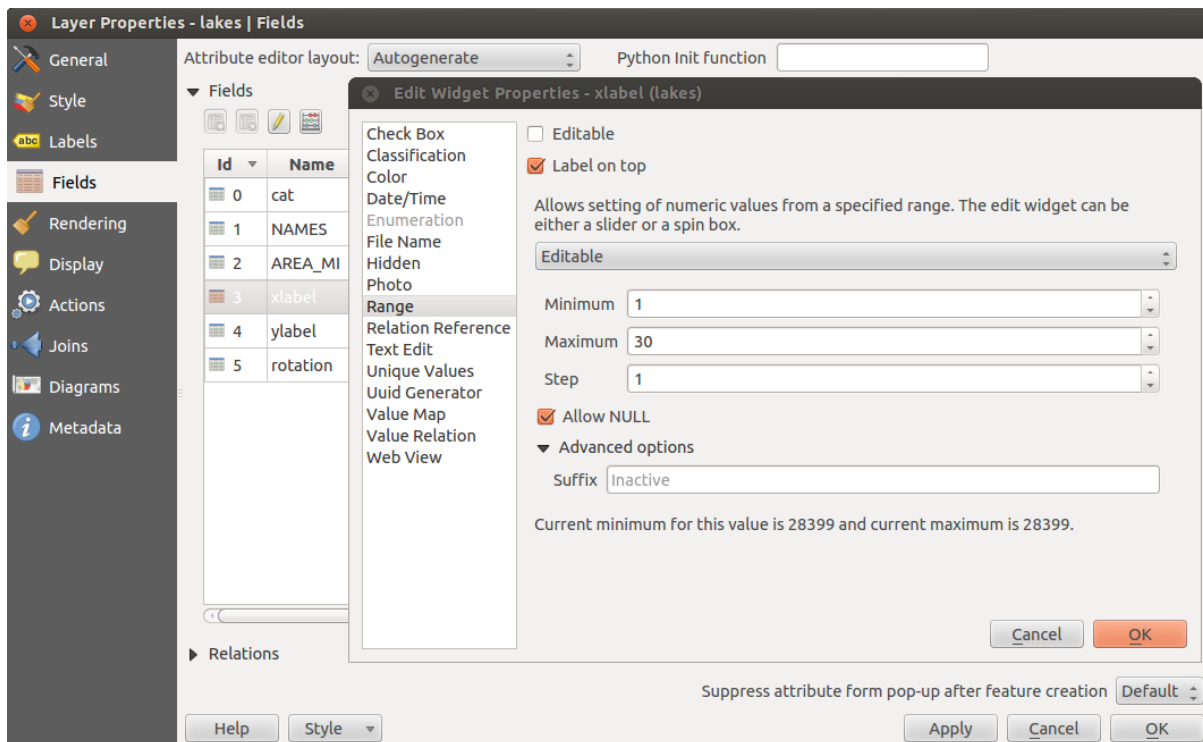 Layer Properties - lakes | Fields
General
Style
abc Labels
Fields
Rendering
Display
Actions
Joins
Diagrams
Metadata
Attribute editor layout: Autogenerate Python Init function
Fields
Id Name
0 cat
1 NAMES
2 AREA_MI
3 xlabel
4 ylabel
5 rotation
Relations
Edit Widget Properties - xlabel (lakes)
Check Box
Classification
Color
Date/Time
Enumeration
File Name
Hidden
Photo
Range
Relation Reference
Text Edit
Unique Values
Uuid Generator
Value Map
Value Relation
Web View
Editable
Label on top
Allows setting of numeric values from a specified range. The edit widget can be
either a slider or a spin box.
Editable
Minimum 1
Maximum 30
Step 1
Allow NULL
Advanced options
Suffix Inactive
Current minimum for this value is 28399 and current maximum is 28399.
Cancel OK
Suppress attribute form pop-up after feature creation Default
Help Style Apply Cancel OK